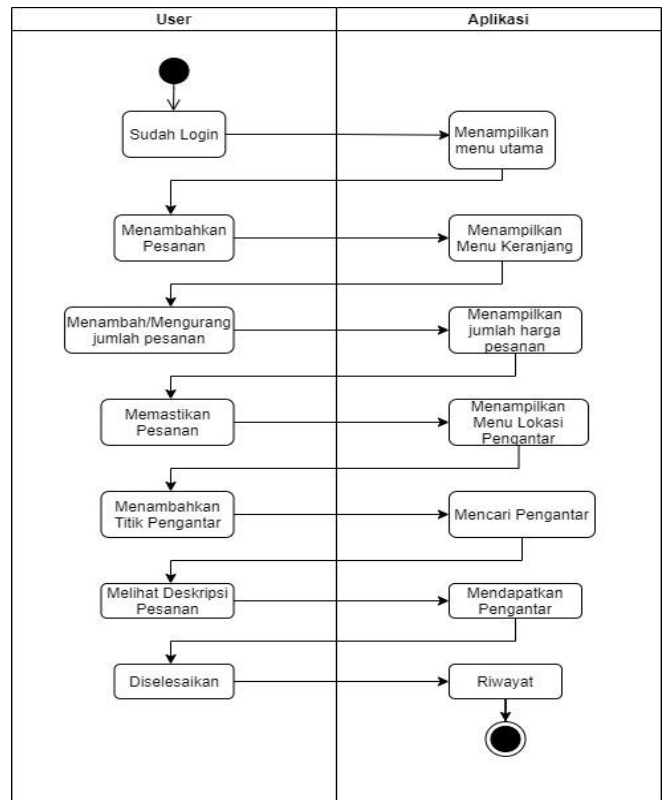 User
Aplikasi
Sudah Login
Menampilkan
menu utama
Menambahkan
Pesanan
Menampilkan
Menu Keranjang
Menambah/Mengurang
jumlah pesanan
Menampilkan
jumlah harga
pesanan
Memastikan
Pesanan
Menampilkan
Menu Lokasi
Pengantar
Menambahkan
Titik Pengantar
Mencari Pengantar
Melihat Deskripsi
Pesanan
Mendapatkan
Pengantar
Diselesaikan
Riwayat